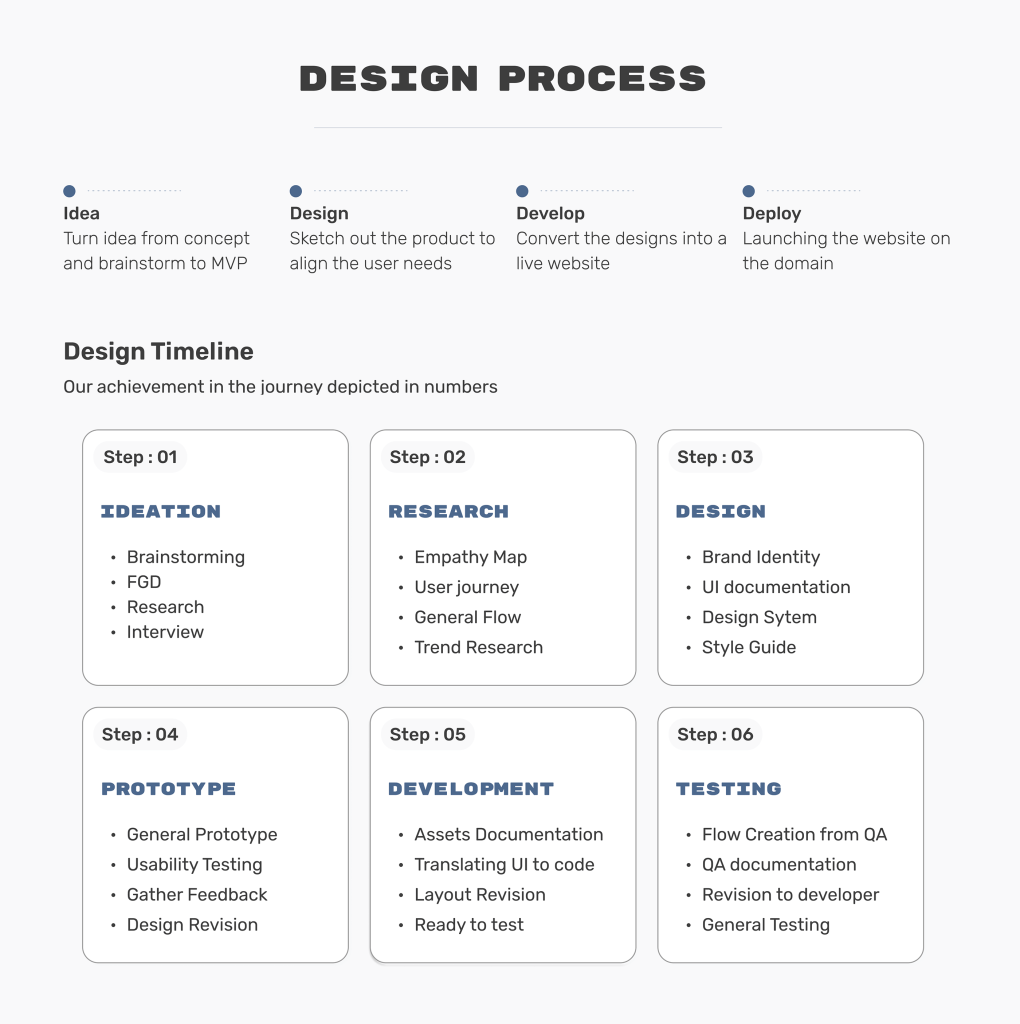 DESIGN PROCESS
Idea
Turn idea from concept
and brainstorm to MVP
Design
Sketch out the product to
align the user needs
Develop
Convert the designs into a
live website
Deploy
Launching the website on
the domain
Design Timeline
Our achievement in the journey depicted in numbers
Step : 01
IDEATION
• Brainstorming
• FGD
• Research
• Interview
Step : 02
RESEARCH
• Empathy Map
• User journey
• General Flow
• Trend Research
Step : 03
DESIGN
• Brand Identity
• UI documentation
• Design Sytem
• Style Guide
Step : 04
PROTOTYPE
• General Prototype
• Usability Testing
• Gather Feedback
• Design Revision
Step : 05
DEVELOPMENT
• Assets Documentation
• Translating UI to code
• Layout Revision
• Ready to test
Step : 06
TESTING
• Flow Creation from QA
• QA documentation
• Revision to developer
• General Testing